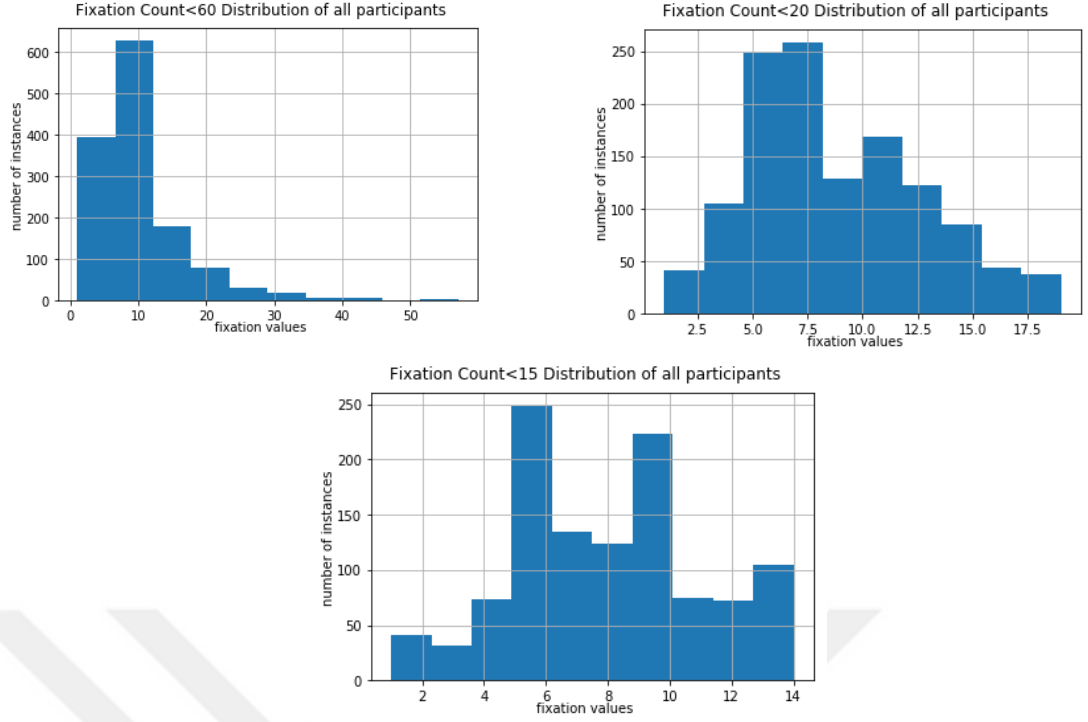 Fixation Count<60 Distribution of all participants
number of instances
600
500
400
300
200
100
0
0 10 20 30 40 50
fixation values
Fixation Count<20 Distribution of all participants
number of instances
250
200
150
100
50
0
2.5 5.0 7.5 10.0 12.5 15.0 17.5
fixation values
Fixation Count<15 Distribution of all participants
number of instances
250
200
150
100
50
0
2 4 6 8 10 12 14
fixation values